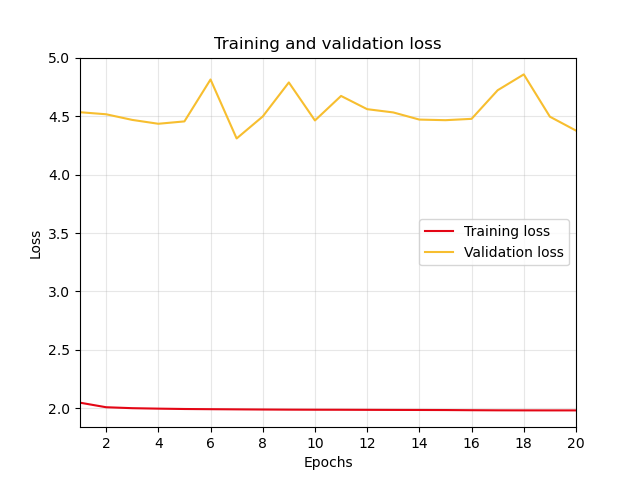 Training and validation loss
5.0
4.5
4.0
3.5
3.0
2.5
2.0
Loss
Training loss
Validation loss
2 4 6 8 10 12 14 16 18 20
Epochs